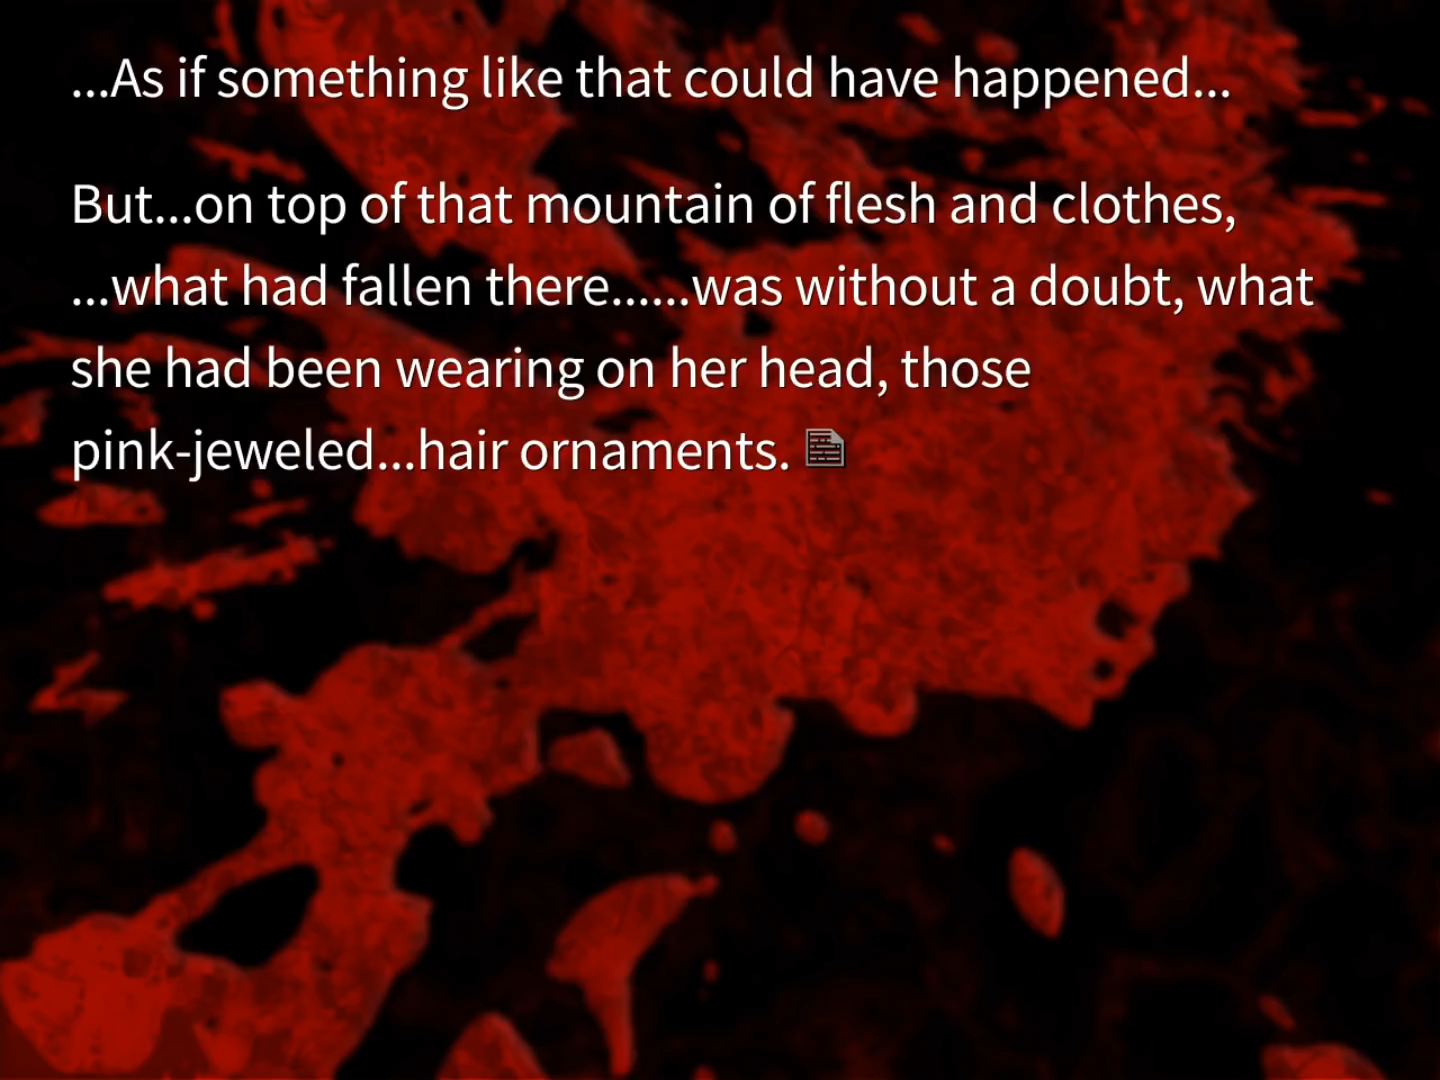 ...As if something like that could have happened...
But...on top of that mountain of flesh and clothes,
...what had fallen there......was without a doubt, what
she had been wearing on her head, those
pink-jeweled...hair ornaments.